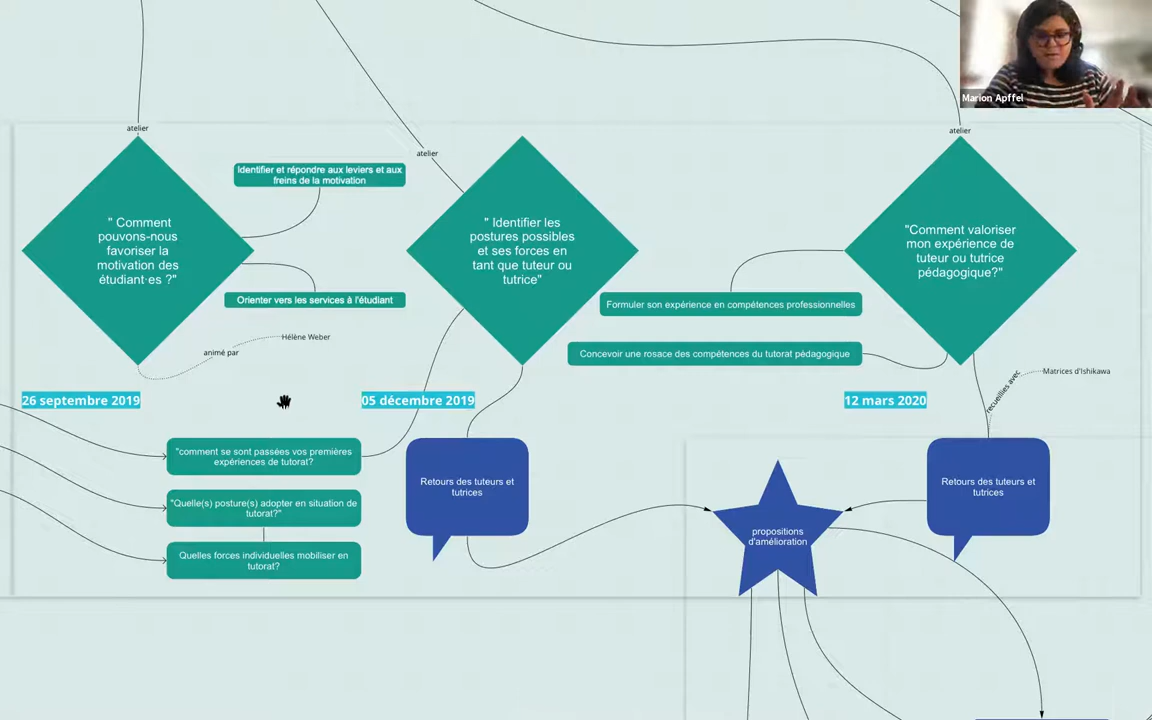 Marion Apffel
atelier
atelier
atelier
Identifier et répondre aux leviers et aux
freins de la motivation
" Comment
pouvons-nous
favoriser la
motivation des
étudiant·es ?"
" Identifier les
postures possibles
et ses forces en
tant que tuteur ou
tutrice"
"Comment valoriser
mon expérience de
tuteur ou tutrice
pédagogique?"
Orienter vers les services à l'étudiant
Formuler son expérience en compétences professionnelles
Hélène Weber
animé par
Concevoir une rosace des compétences du tutorat pédagogique
Matrices d'Ishikawa
recueillies avec
26 septembre 2019
05 décembre 2019
12 mars 2020
"comment se sont passées vos premières
expériences de tutorat?
"Quelle(s) posture(s) adopter en situation de
tutorat?"
Quelles forces individuelles mobiliser en
tutorat?
Retours des tuteurs et
tutrices
propositions
d'amélioration
Retours des tuteurs et
tutrices